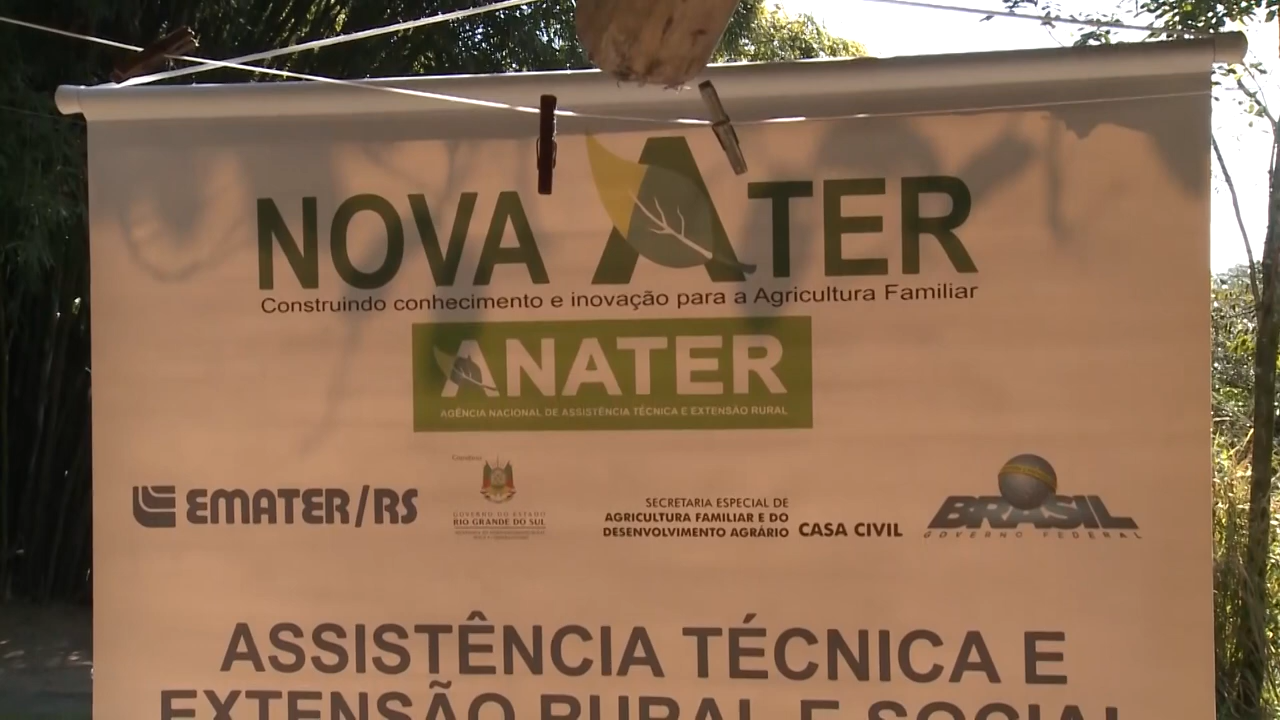 NOVA ATER
Construindo conhecimento e inovação para a Agricultura Familiar
ANATER
AGÊNCIA NACIONAL DE ASSISTÊNCIA TÉCNICA E EXTENSÃO RURAL
EMATER/RS
GOVERNO DO ESTADO
RIO GRANDE DO SUL
SECRETARIA ESPECIAL DE
AGRICULTURA FAMILIAR E DO
DESENVOLVIMENTO AGRÁRIO
CASA CIVIL
BRASIL
GOVERNO FEDERAL
ASSISTÊNCIA TÉCNICA E
EXTENSÃO RURAL E SOCIAL